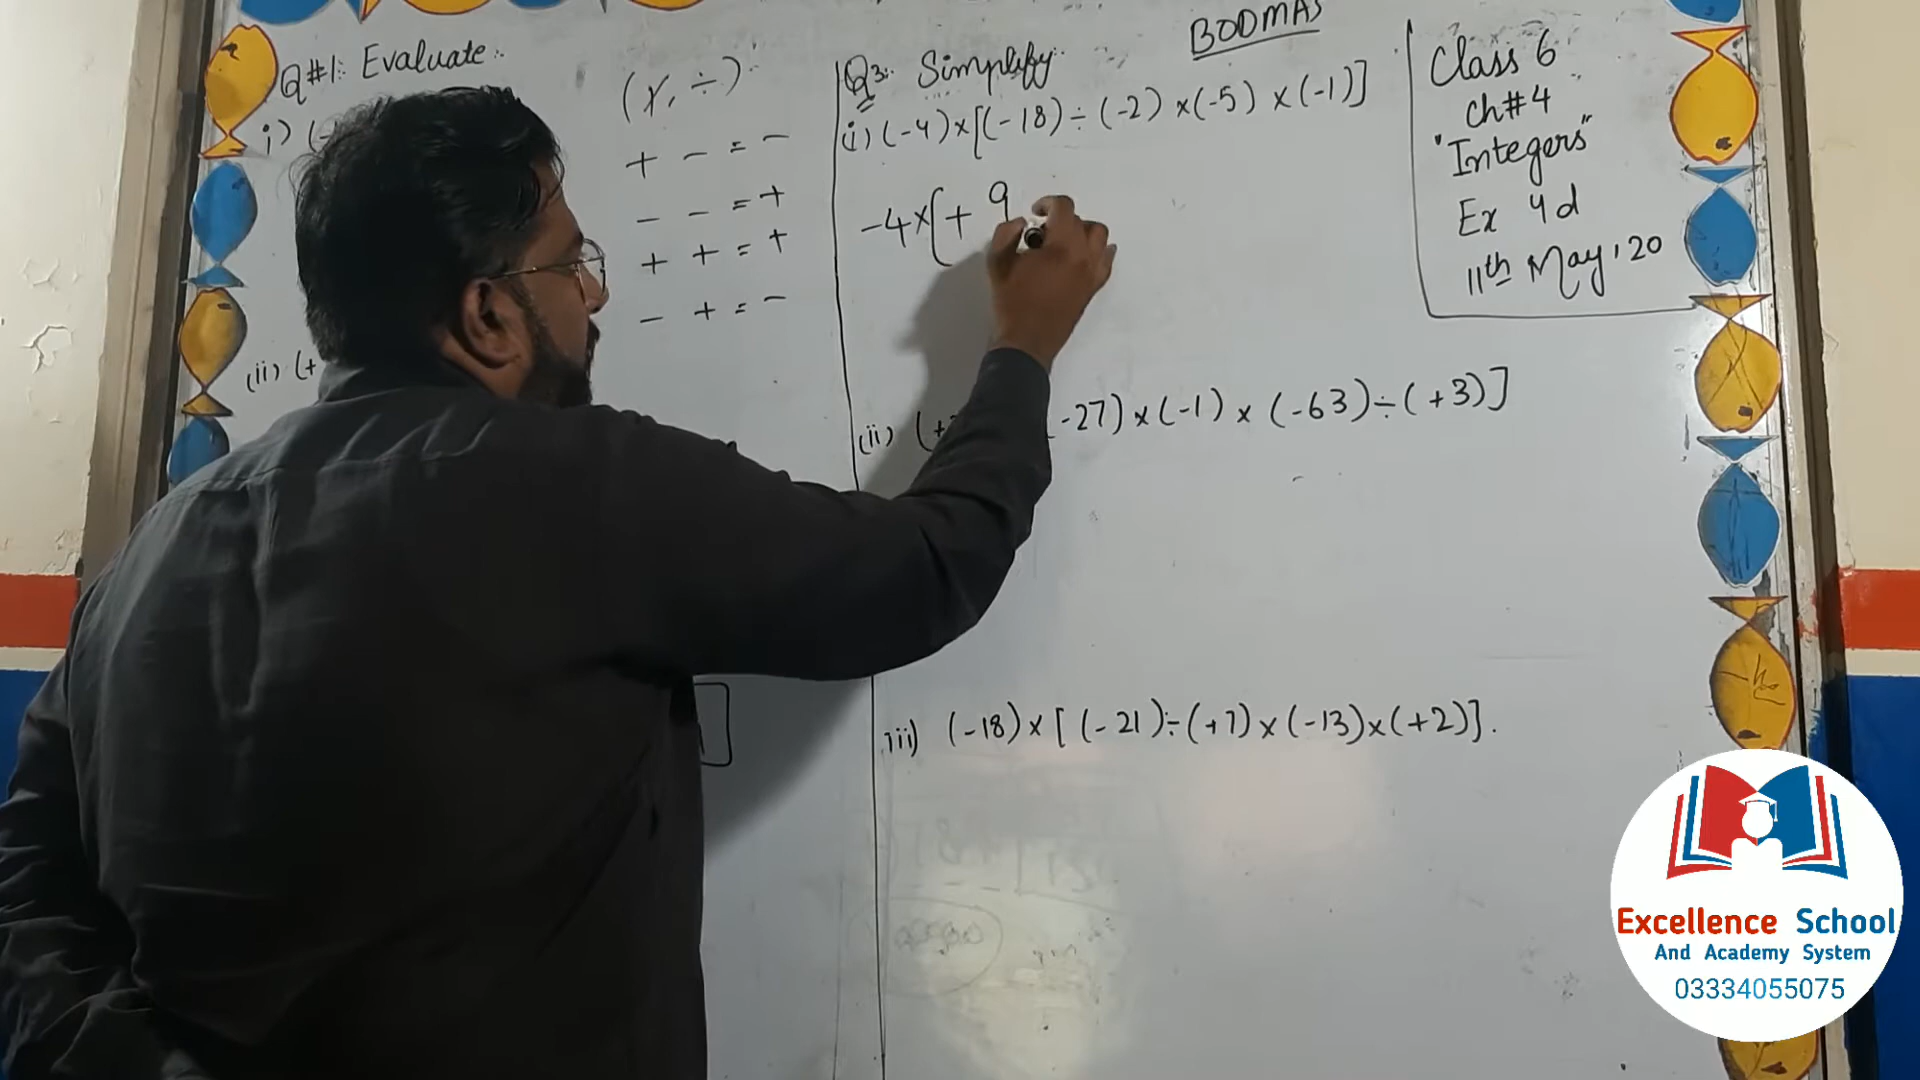 BODMAS
Q#1: Evaluate:
i) (-
(ii) (+
(×, ÷)
+ - = -
- - = +
+ + = +
- + = -
Q3: Simplify:
(i) (-4)×[(-18)÷(-2)×(-5)×(-1)]
-4×[+9
(ii) (+ -27)×(-1)×(-63)÷(+3)]
iii) (-18)×[(-21)÷(+7)×(-13)×(+2)].
Class 6
Ch#4
"Integers"
Ex 4d
11th May, 20
Excellence School
And Academy System
03334055075